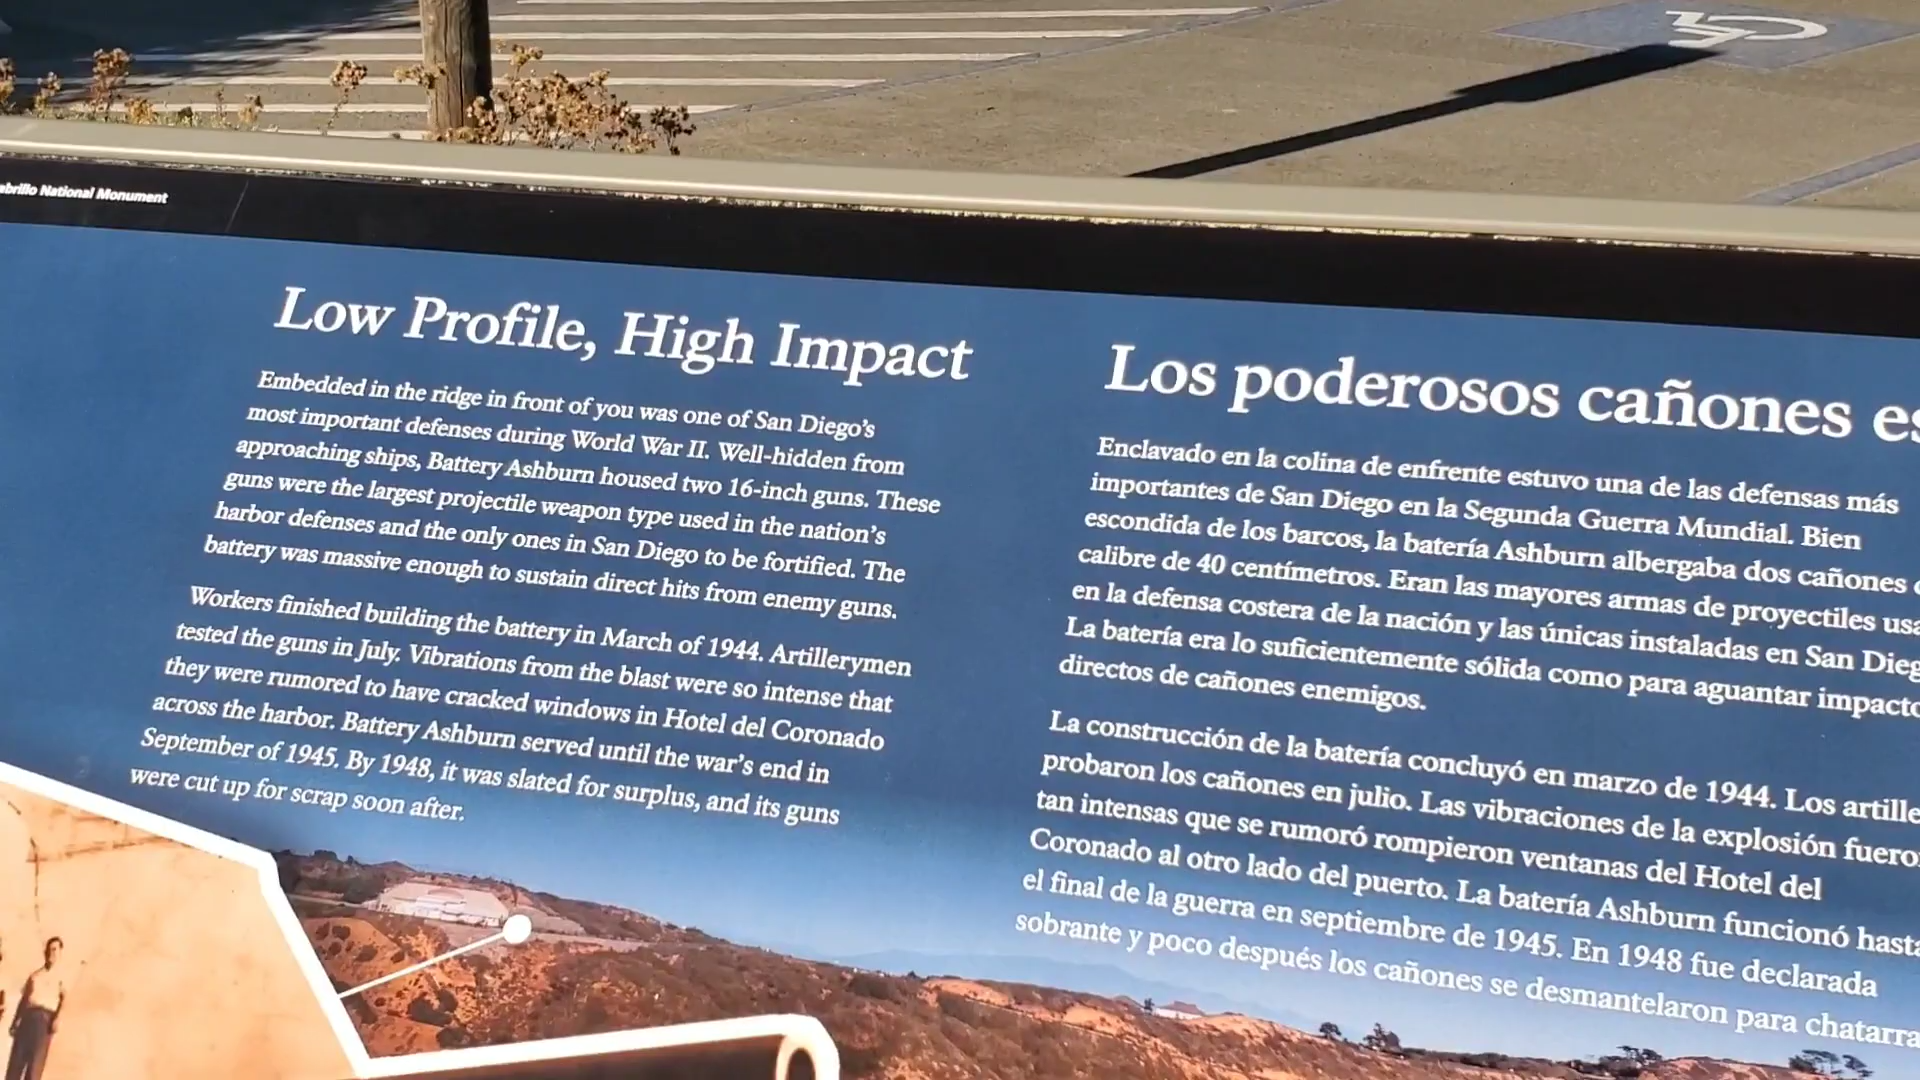 National Monument
Low Profile, High Impact
Embedded in the ridge in front of you was one of San Diego's
most important defenses during World War II. Well-hidden from
approaching ships, Battery Ashburn housed two 16-inch guns. These
guns were the largest projectile weapon type used in the nation's
harbor defenses and the only ones in San Diego to be fortified. The
battery was massive enough to sustain direct hits from enemy guns.
Workers finished building the battery in March of 1944. Artillerymen
tested the guns in July. Vibrations from the blast were so intense that
they were rumored to have cracked windows in Hotel del Coronado
across the harbor. Battery Ashburn served until the war's end in
September of 1945. By 1948, it was slated for surplus, and its guns
were cut up for scrap soon after.
Los poderosos cañones
Enclavado en la colina de enfrente estuvo una de las defensas más
importantes de San Diego en la Segunda Guerra Mundial. Bien
escondida de los barcos, la batería Ashburn albergaba dos cañones
calibre de 40 centímetros. Eran las mayores armas de proyectiles
en la defensa costera de la nación y las únicas instaladas en San
La batería era lo suficientemente sólida como para aguantar
directos de cañones enemigos.
La construcción de la batería concluyó en marzo de 1944. Los
probaron los cañones en julio. Las vibraciones de la explosión
tan intensas que se rumoró rompieron ventanas del Hotel del
Coronado al otro lado del puerto. La batería Ashburn funcionó
el final de la guerra en septiembre de 1945. En 1948 fue declarada
sobrante y poco después los cañones se desmantelaron para